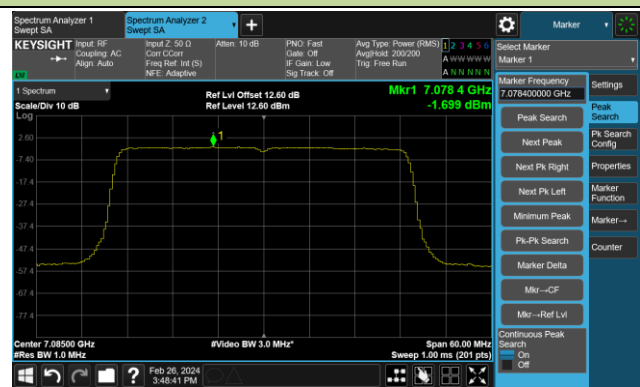 Spectrum Analyzer 1
Swept SA
Spectrum Analyzer 2
Swept SA
+
Marker
KEYSIGHT
Input: RF
Coupling: AC
Align: Auto
Input Z: 50 Ω
Corr CCorr
Freq Ref: Int (S)
NFE: Adaptive
Atten: 10 dB
PNO: Fast
Gate: Off
IF Gain: Low
Sig Track: Off
Avg Type: Power (RMS)
Avg|Hold: 200/200
Trig: Free Run
1 2 3 4 5 6
A W W W W W
A N N N N N
LW
Select Marker
Marker 1
1 Spectrum
Scale/Div 10 dB
Log
Ref Lvl Offset 12.60 dB
Ref Level 12.60 dBm
Mkr1 7.078 4 GHz
-1.699 dBm
1
2.60
-7.40
-17.4
-27.4
-37.4
-47.4
-57.4
-67.4
-77.4
Center 7.08500 GHz
#Res BW 1.0 MHz
#Video BW 3.0 MHz*
Span 60.00 MHz
Sweep 1.00 ms (201 pts)
Marker Frequency
7.078400000 GHz
Peak Search
Next Peak
Next Pk Right
Next Pk Left
Minimum Peak
Pk-Pk Search
Marker Delta
Mkr→CF
Mkr→Ref Lvl
Continuous Peak
Search
On
Off
Settings
Peak
Search
Pk Search
Config
Properties
Marker
Function
Marker→
Counter
?
Feb 26, 2024
3:48:41 PM